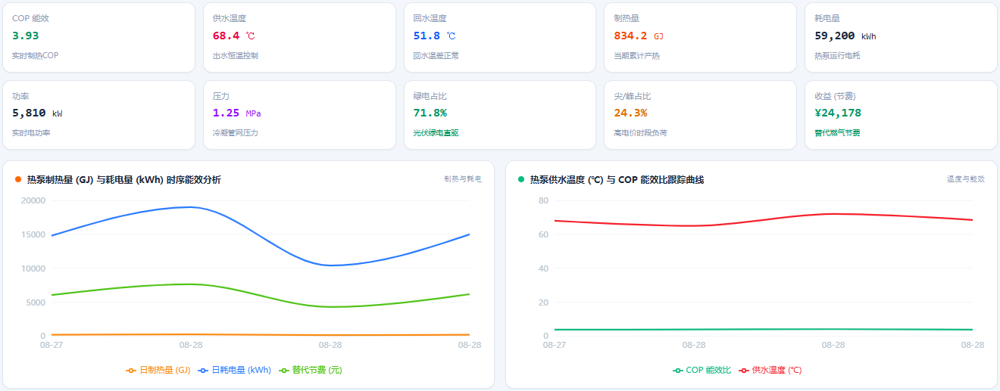 COP 能效
3.93
实时制热COP
供水温度
68.4 ℃
出水恒温控制
回水温度
51.8 ℃
回水温差正常
制热量
834.2 GJ
当期累计产热
耗电量
59,200 kWh
热泵运行电耗
功率
5,810 kW
实时电功率
压力
1.25 MPa
冷凝管网压力
绿电占比
71.8%
光伏绿电直驱
尖/峰占比
24.3%
高电价时段负荷
收益 (节费)
¥24,178
替代燃气节费
热泵制热量 (GJ) 与耗电量 (kWh) 时序能效分析
制热与耗电
20000
15000
10000
5000
0
08-27 08-28 08-28 08-28
日制热量 (GJ) 日耗电量 (kWh) 替代节费 (元)
热泵供水温度 (℃) 与 COP 能效比跟踪曲线
温度与能效
80
60
40
20
0
08-27 08-28 08-28 08-28
COP 能效比 供水温度 (℃)